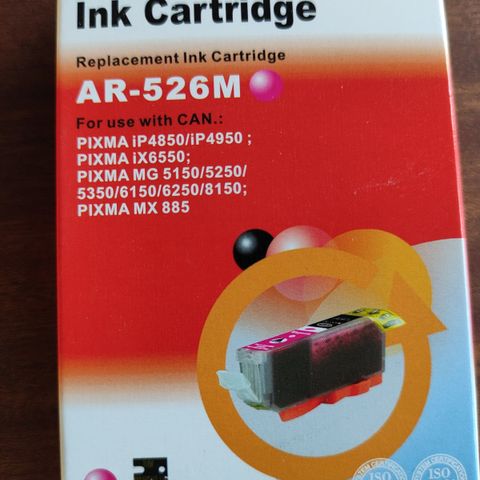 Ink Cartridge
Replacement Ink Cartridge
AR-526M
For use with CAN.:
PIXMA iP4850/iP4950 ;
PIXMA iX6550;
PIXMA MG 5150/5250/
5350/6150/6250/8150;
PIXMA MX 885
ISO